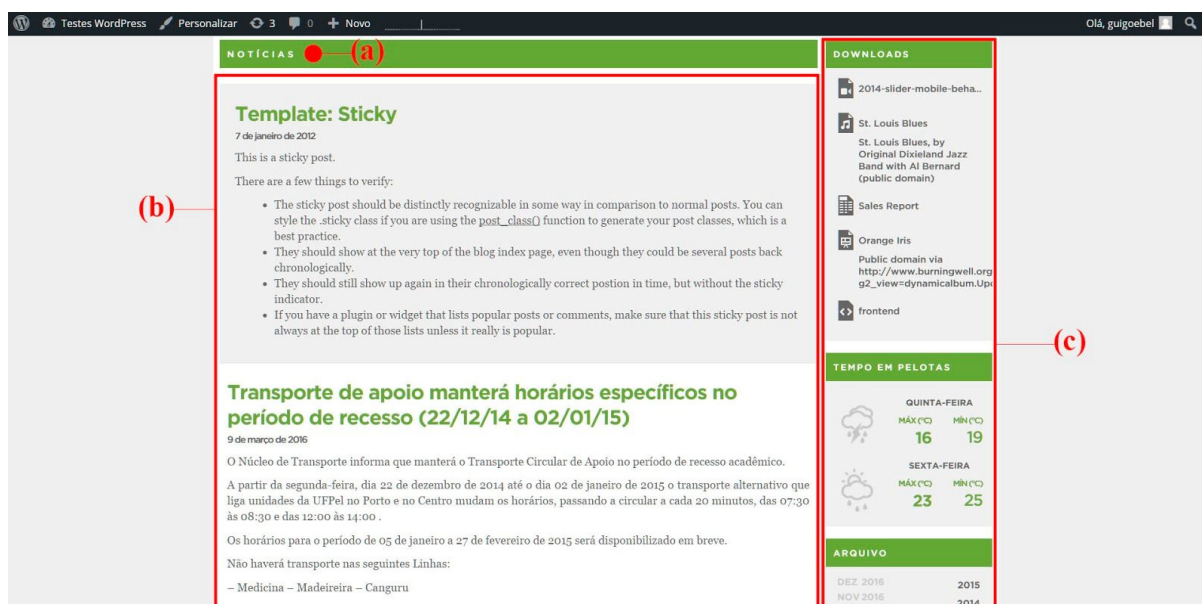 Testes WordPress Personalizar 3 0 Novo Olá, guigoebel
NOTÍCIAS (a)
(b)
Template: Sticky
7 de janeiro de 2012
This is a sticky post.
There are a few things to verify:
• The sticky post should be distinctly recognizable in some way in comparison to normal posts. You can
style the .sticky class if you are using the post_class() function to generate your post classes, which is a
best practice.
• They should show at the very top of the blog index page, even though they could be several posts back
chronologically.
• They should still show up again in their chronologically correct postion in time, but without the sticky
indicator.
• If you have a plugin or widget that lists popular posts or comments, make sure that this sticky post is not
always at the top of those lists unless it really is popular.
Transporte de apoio manterá horários específicos no
período de recesso (22/12/14 a 02/01/15)
9 de março de 2016
O Núcleo de Transporte informa que manterá o Transporte Circular de Apoio no período de recesso acadêmico.
A partir da segunda-feira, dia 22 de dezembro de 2014 até o dia 02 de janeiro de 2015 o transporte alternativo que
liga unidades da UFPel no Porto e no Centro mudam os horários, passando a circular a cada 20 minutos, das 07:30
às 08:30 e das 12:00 às 14:00 .
Os horários para o período de 05 de janeiro a 27 de fevereiro de 2015 será disponibilizado em breve.
Não haverá transporte nas seguintes Linhas:
– Medicina – Madeireira – Canguru
DOWNLOADS
2014-slider-mobile-beha...
St. Louis Blues
St. Louis Blues, by
Original Dixieland Jazz
Band with Al Bernard
(public domain)
Sales Report
Orange Iris
Public domain via
http://www.burningwell.org
g2_view=dynamicalbum.Upd
frontend
(c)
TEMPO EM PELOTAS
QUINTA-FEIRA
MÁX (°C) MÍN (°C)
16 19
SEXTA-FEIRA
MÁX (°C) MÍN (°C)
23 25
ARQUIVO
DEZ 2016 2015
NOV 2016 2014